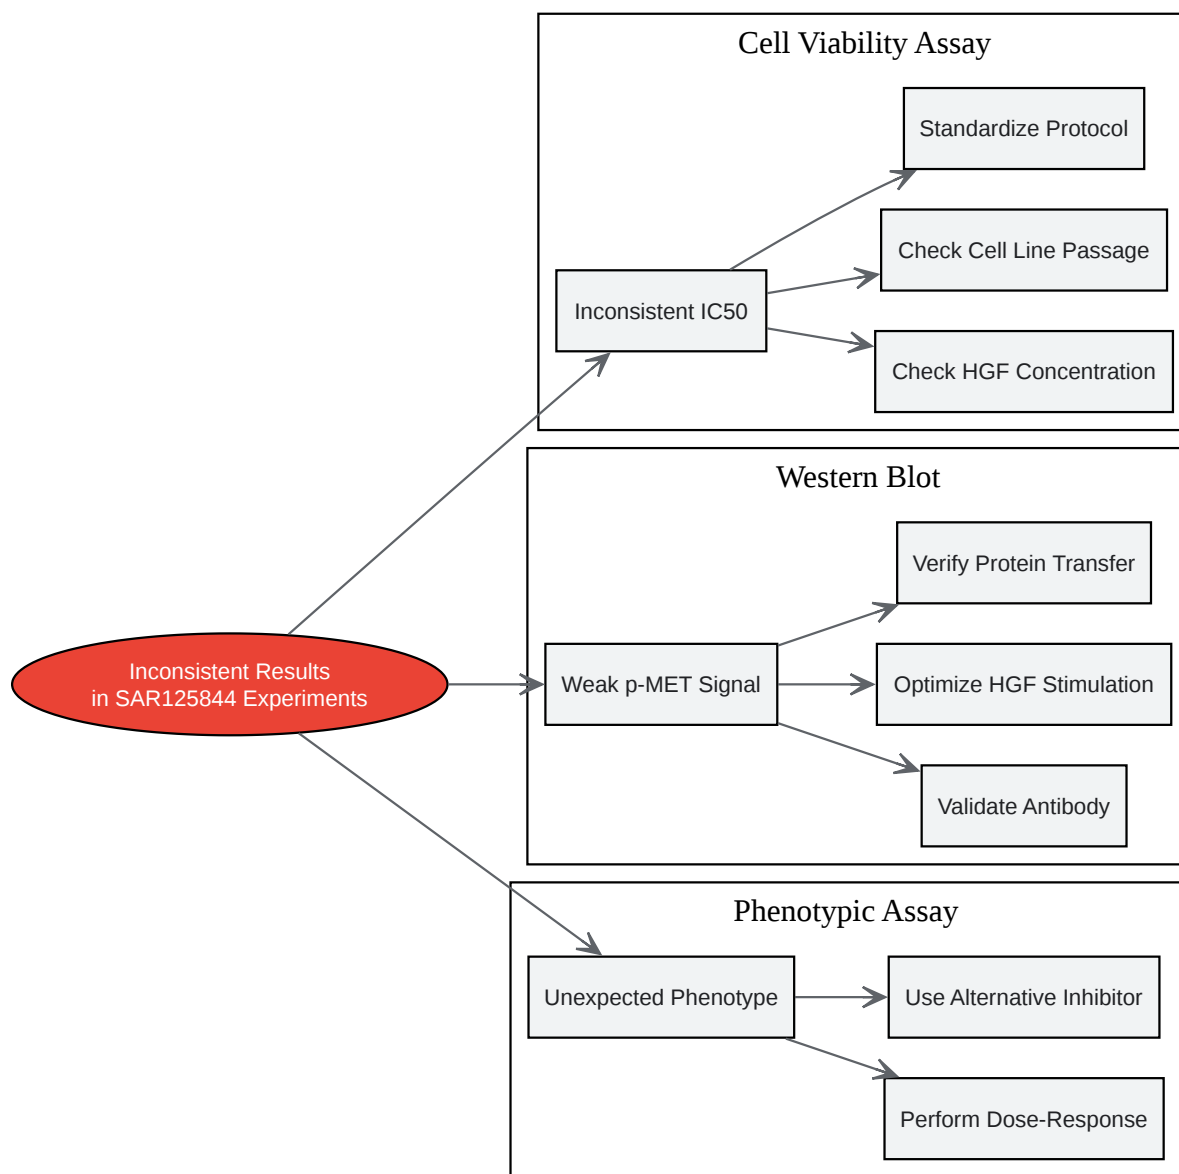 Cell Viability Assay
Standardize Protocol
Check Cell Line Passage
Inconsistent IC50
Check HGF Concentration
Western Blot
Verify Protein Transfer
Inconsistent Results
in SAR125844 Experiments
Weak p-MET Signal
Optimize HGF Stimulation
Validate Antibody
Phenotypic Assay
Unexpected Phenotype
Use Alternative Inhibitor
Perform Dose-Response